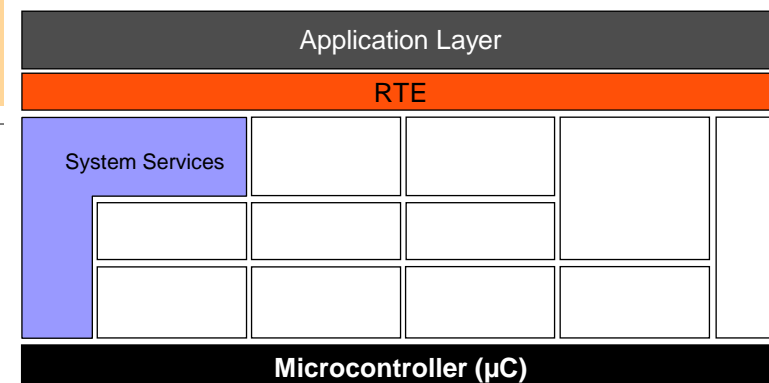 Application Layer
RTE
System Services
Microcontroller (µC)